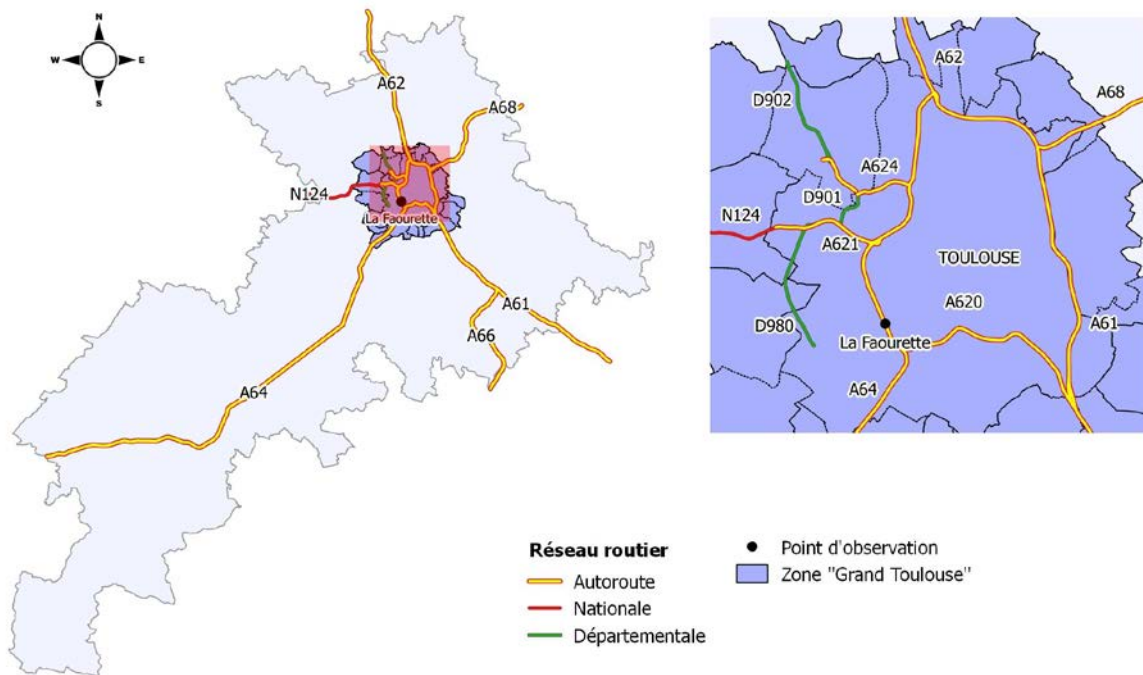 N
W
E
S
A62
A68
N124
La Faourette
A61
A66
A64
A62
A68
D902
A624
D901
N124
A621
TOULOUSE
A620
D980
La Faourette
A61
A64
Réseau routier
Autoroute
Nationale
Départementale
Point d'observation
Zone "Grand Toulouse"